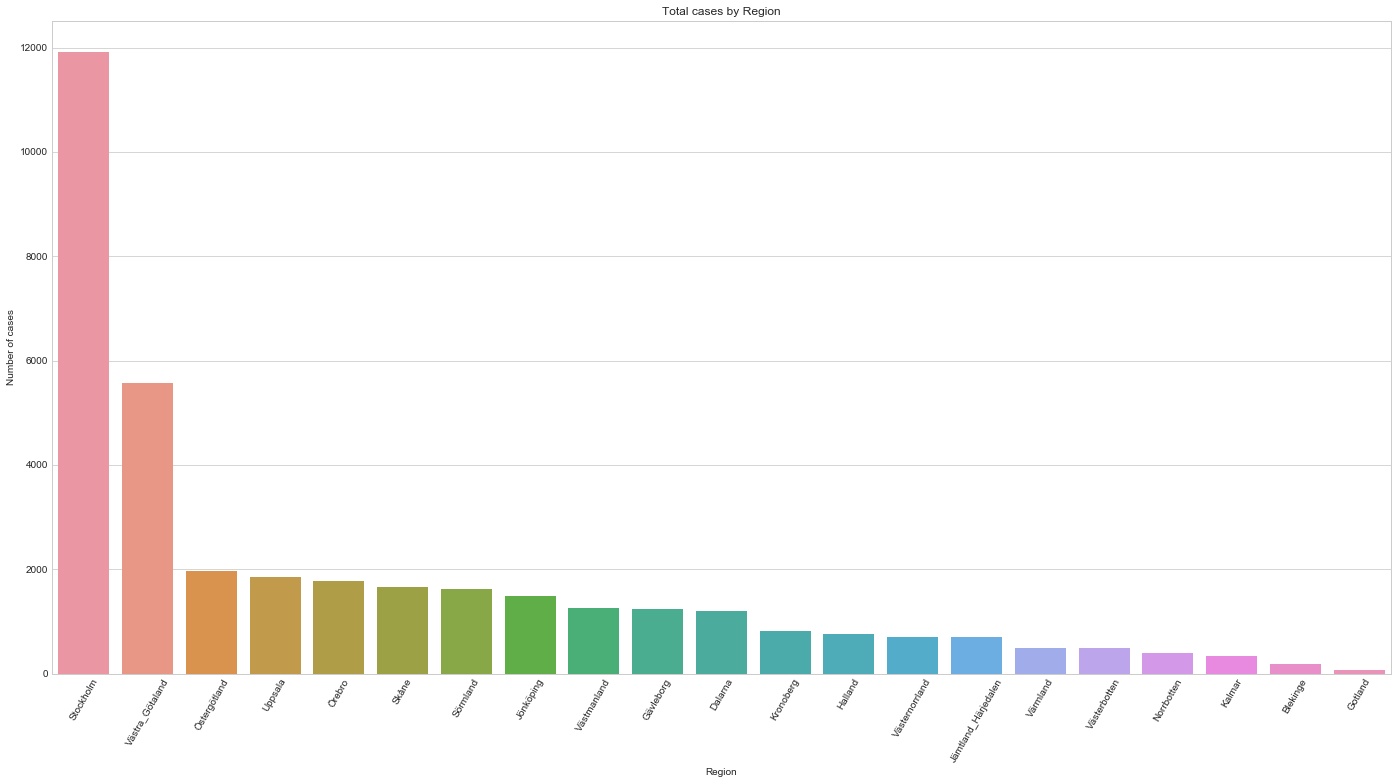 Total cases by Region
12000
10000
8000
6000
4000
2000
0
Number of cases
Stockholm
Västra_Götaland
Östergötland
Uppsala
Örebro
Skåne
Sörmland
Jönköping
Västmanland
Gävleborg
Dalarna
Kronoberg
Halland
Västernorrland
Jämtland_Härjedalen
Värmland
Västerbotten
Norrbotten
Kalmar
Blekinge
Gotland
Region